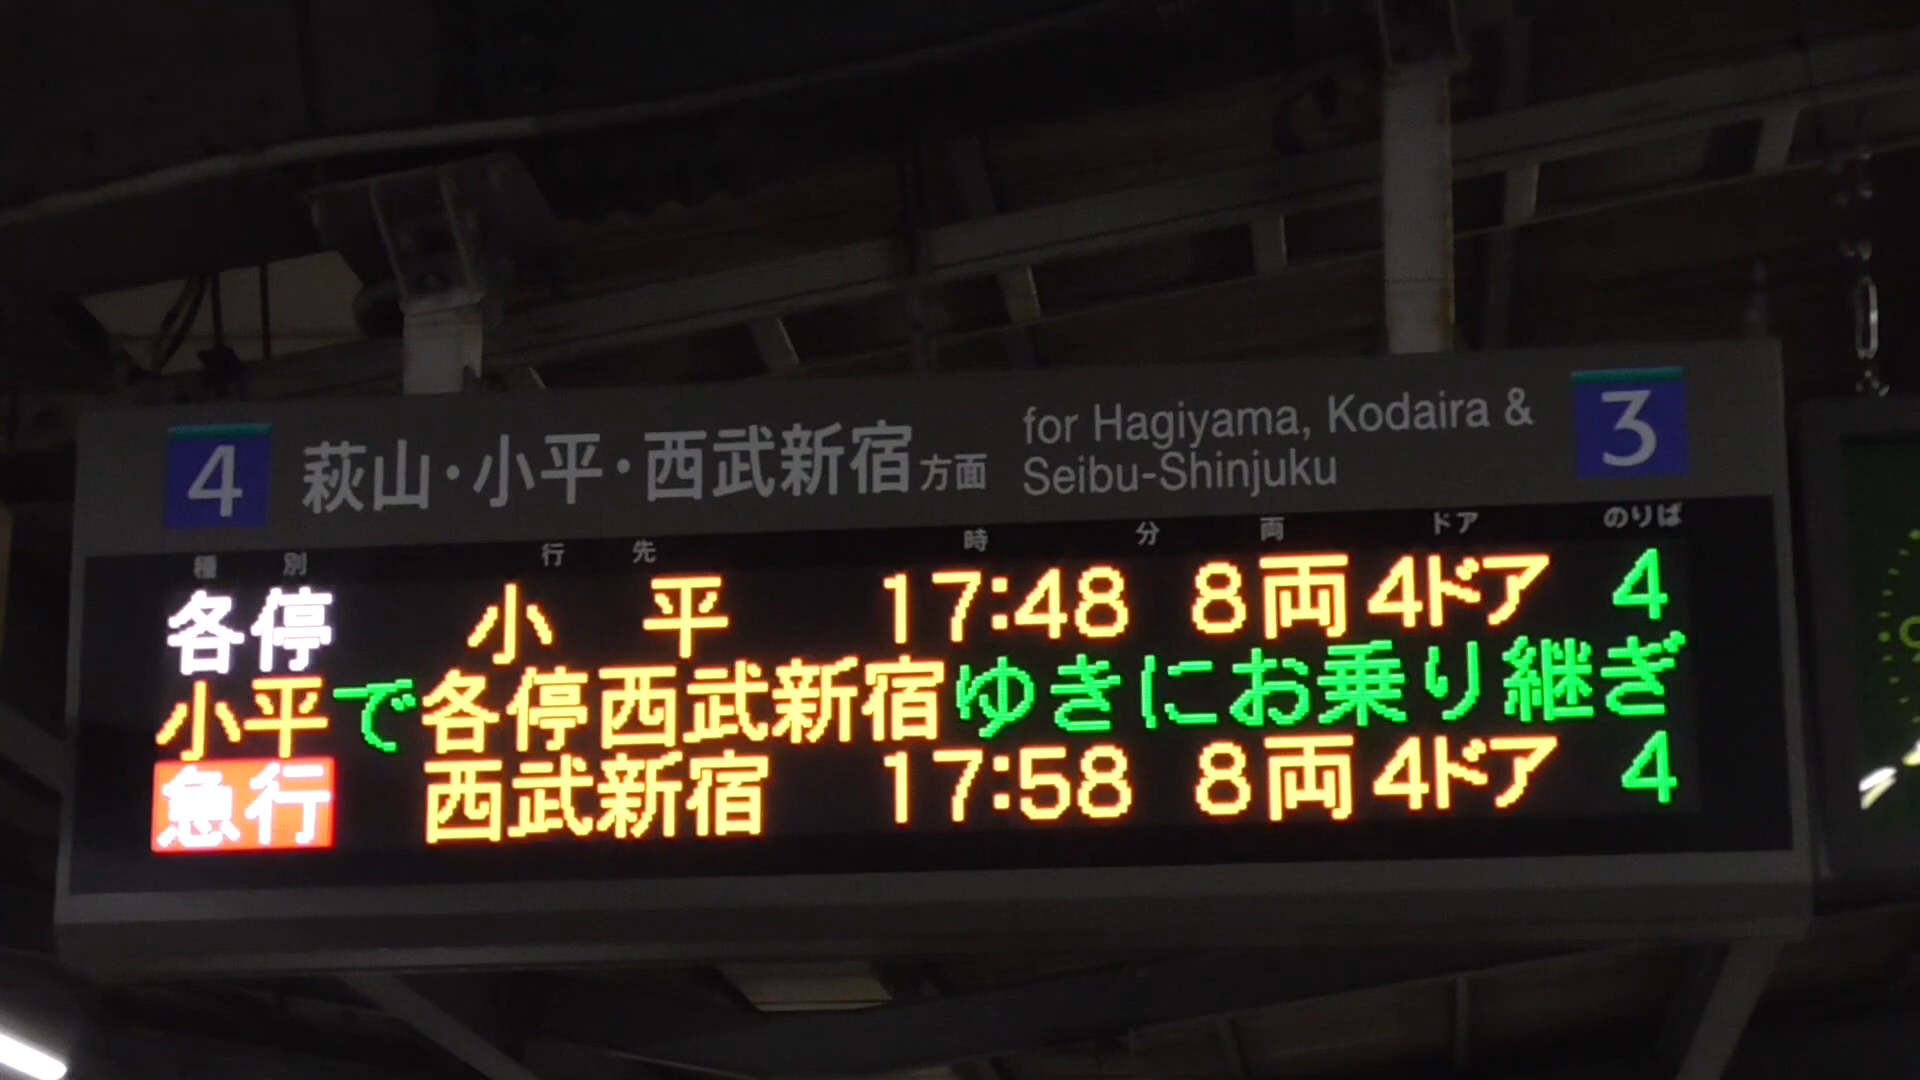 4 萩山・小平・西武新宿方面 for Hagiyama, Kodaira & 3
Seibu-Shinjuku
種別 行先 時 分 両 ドア のりば
各停 小平 17:48 8両 4ドア 4
小平で各停西武新宿ゆきにお乗り継ぎ
急行 西武新宿 17:58 8両 4ドア 4